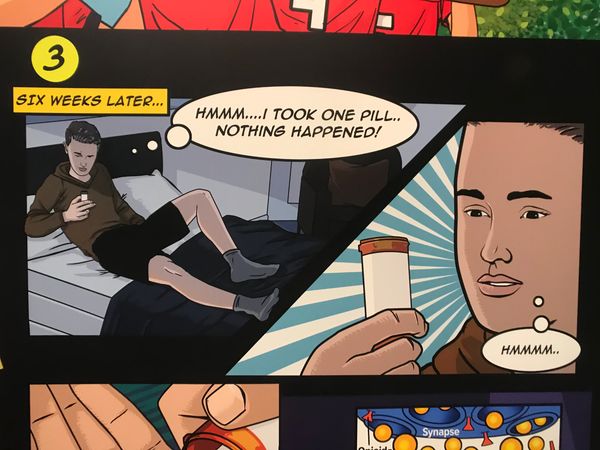 3
SIX WEEKS LATER...
HMMM....I TOOK ONE PILL..
NOTHING HAPPENED!
HMMMM..
Synapse